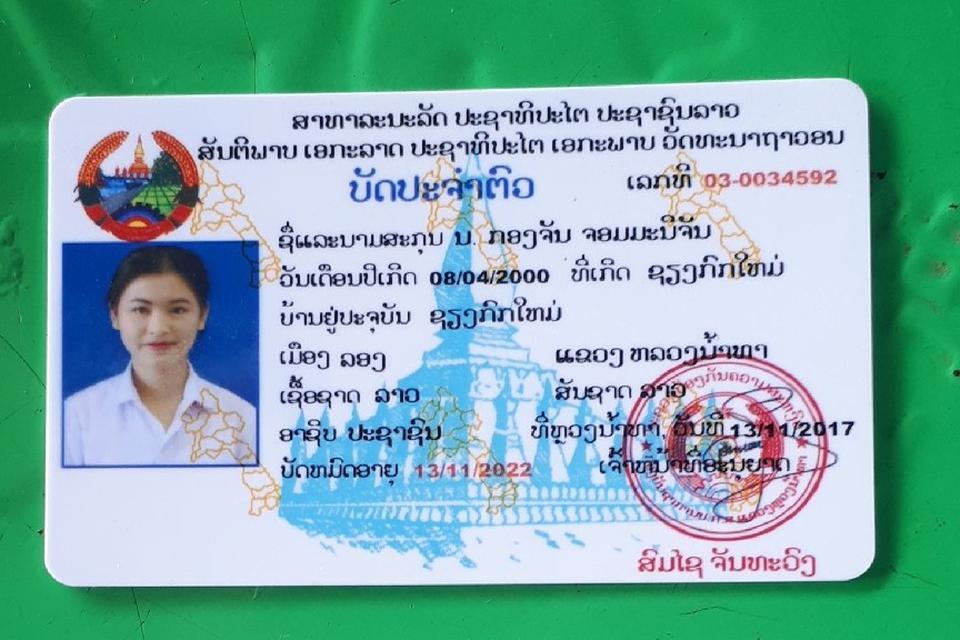 ສາທາລະນະລັດ ປະຊາທິປະໄຕ ປະຊາຊົນລາວ
ສັນຕິພາບ ເອກະລາດ ປະຊາທິປະໄຕ ເອກະພາບ ວັດທະນາຖາວອນ
ບັດປະຈຳຕົວ ເລກທີ 03-0034592
ຊື່ແລະນາມສະກຸນ ນ. ກອງຈັນ ຈອມມະນີຈັນ
ວັນເດືອນປີເກີດ 08/04/2000 ທີ່ເກີດ ຊຽງກົກໃຫມ່
ບ້ານຢູ່ປະຈຸບັນ ຊຽງກົກໃຫມ່
ເມືອງ ລອງ ແຂວງ ຫລວງນ້ຳທາ
ເຊື້ອຊາດ ລາວ ສັນຊາດ ລາວ
ອາຊິບ ປະຊາຊົນ ທີ່ຫຼວງນ້ຳທາ, ວັນທີ 13/11/2017
ບັດຫມົດອາຍຸ 13/11/2022 ເຈົ້າຫນ້າທີ່ອະນຸຍາດ
ສົມໄຊ ຈັນທະວົງ